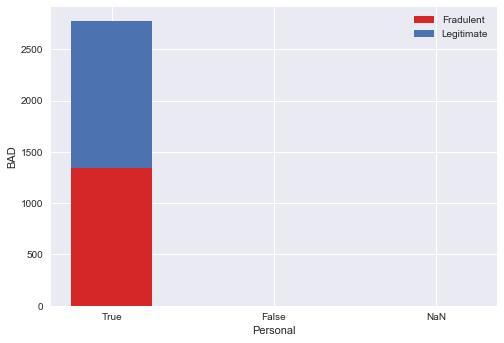 Fradulent
Legitimate
2500
2000
1500
1000
500
0
BAD
True False NaN
Personal